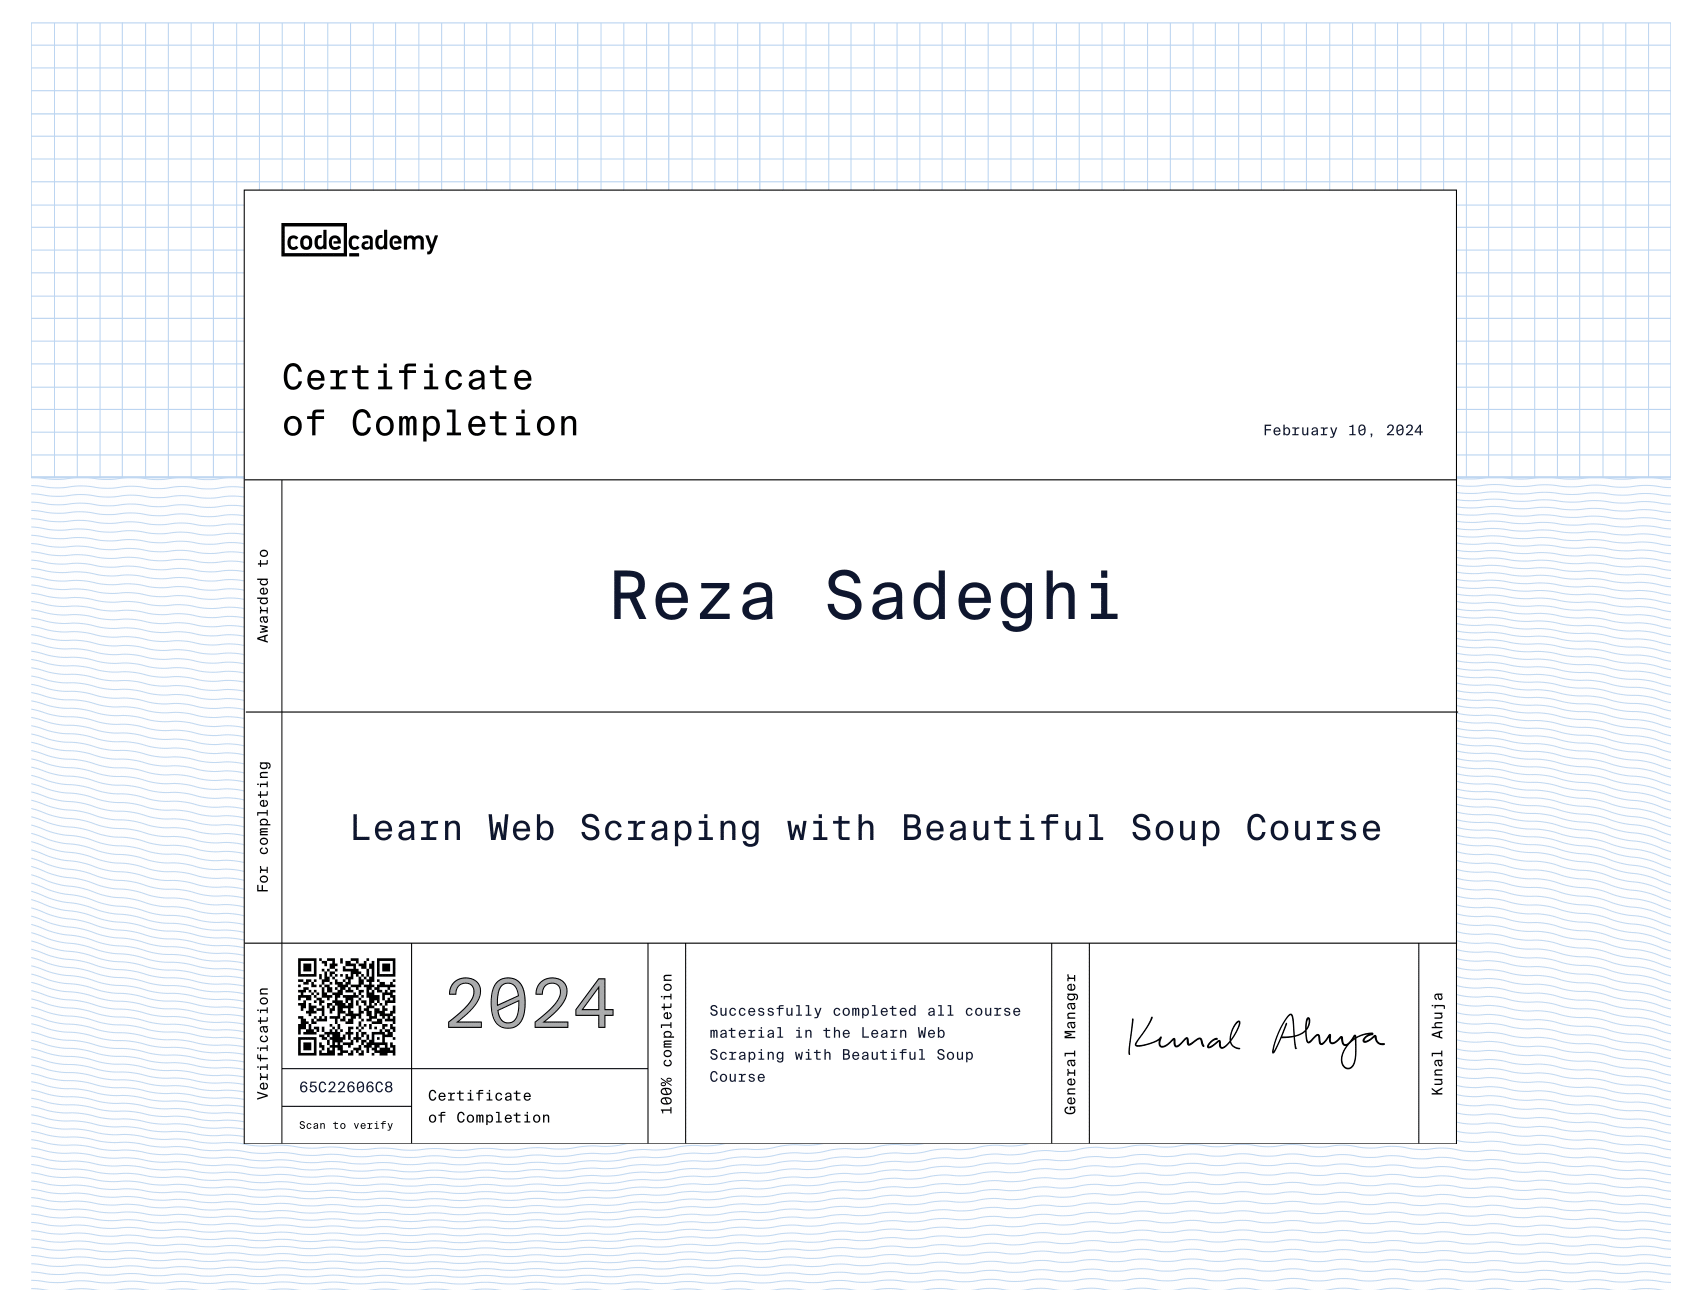 codecademy
Certificate
of Completion
February 10, 2024
Awarded to
Reza Sadeghi
For completing
Learn Web Scraping with Beautiful Soup Course
Verification
65C22606C8
Scan to verify
2024
Certificate
of Completion
100% completion
Successfully completed all course
material in the Learn Web
Scraping with Beautiful Soup
Course
General Manager
Kunal Ahuja
Kunal Ahuja